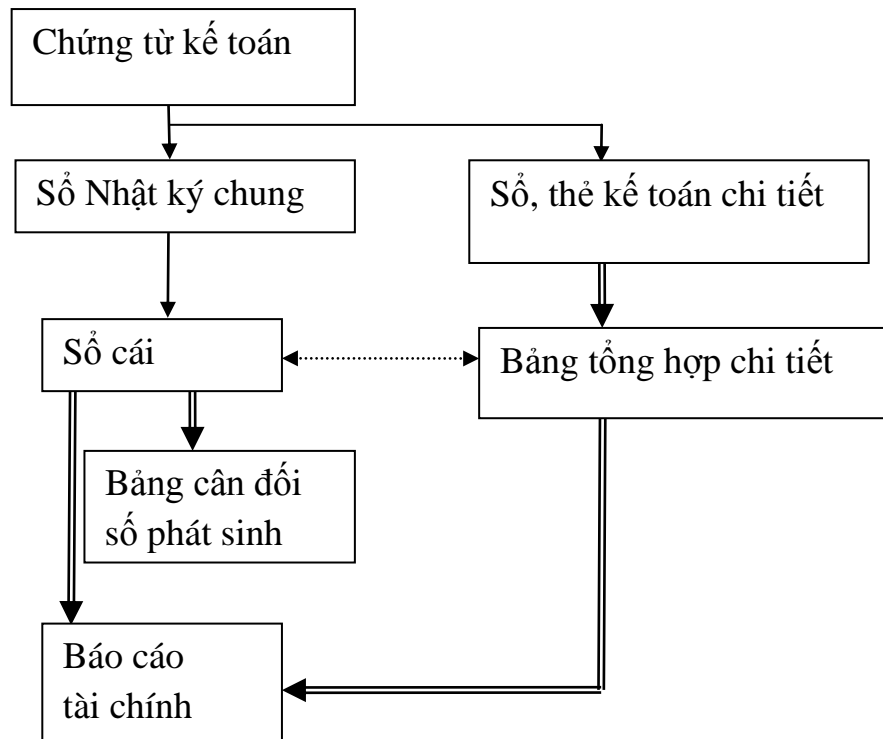 Chứng từ kế toán
Sổ Nhật ký chung
Sổ, thẻ kế toán chi tiết
Sổ cái
Bảng tổng hợp chi tiết
Bảng cân đối
số phát sinh
Báo cáo
tài chính